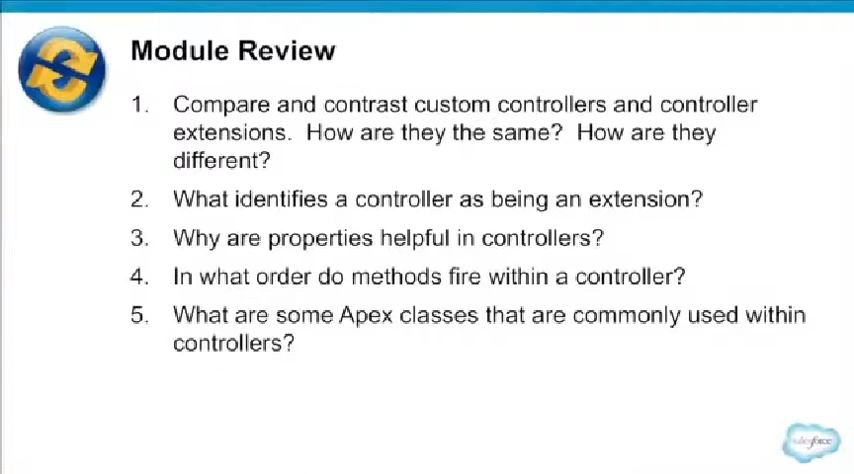 Module Review
1. Compare and contrast custom controllers and controller
extensions. How are they the same? How are they
different?
2. What identifies a controller as being an extension?
3. Why are properties helpful in controllers?
4. In what order do methods fire within a controller?
5. What are some Apex classes that are commonly used within
controllers?
salesforce